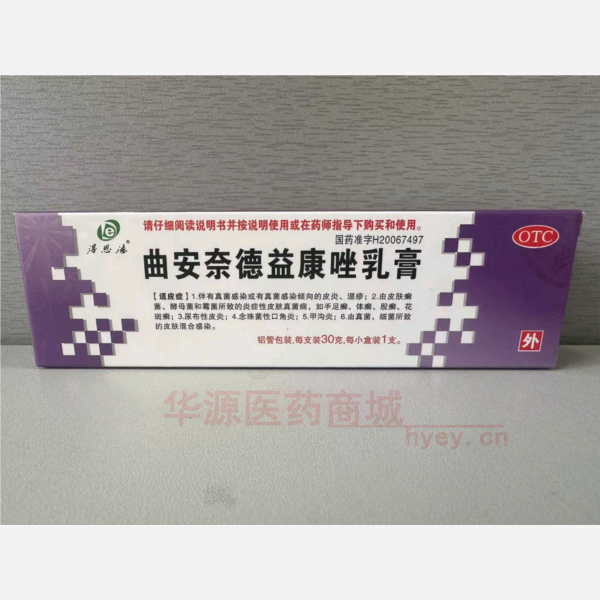 得恩德®
请仔细阅读说明书并按说明使用或在药师指导下购买和使用。
国药准字H20067497
OTC
曲安奈德益康唑乳膏
【适皮症】1.伴有真菌感染或有真菌感染倾向的皮炎、湿疹；2.由皮肤癣
菌、酵母菌和霉菌所致的炎症性皮肤真菌病，如手足癣、体癣、股癣、花
斑癣；3.尿布性皮炎；4.念珠菌性口角炎；5.甲沟炎；6.由真菌、细菌所致
的皮肤混合感染。
铝管包装，每支装30克，每小盒装1支。
外
华源医药商城
hyey.cn